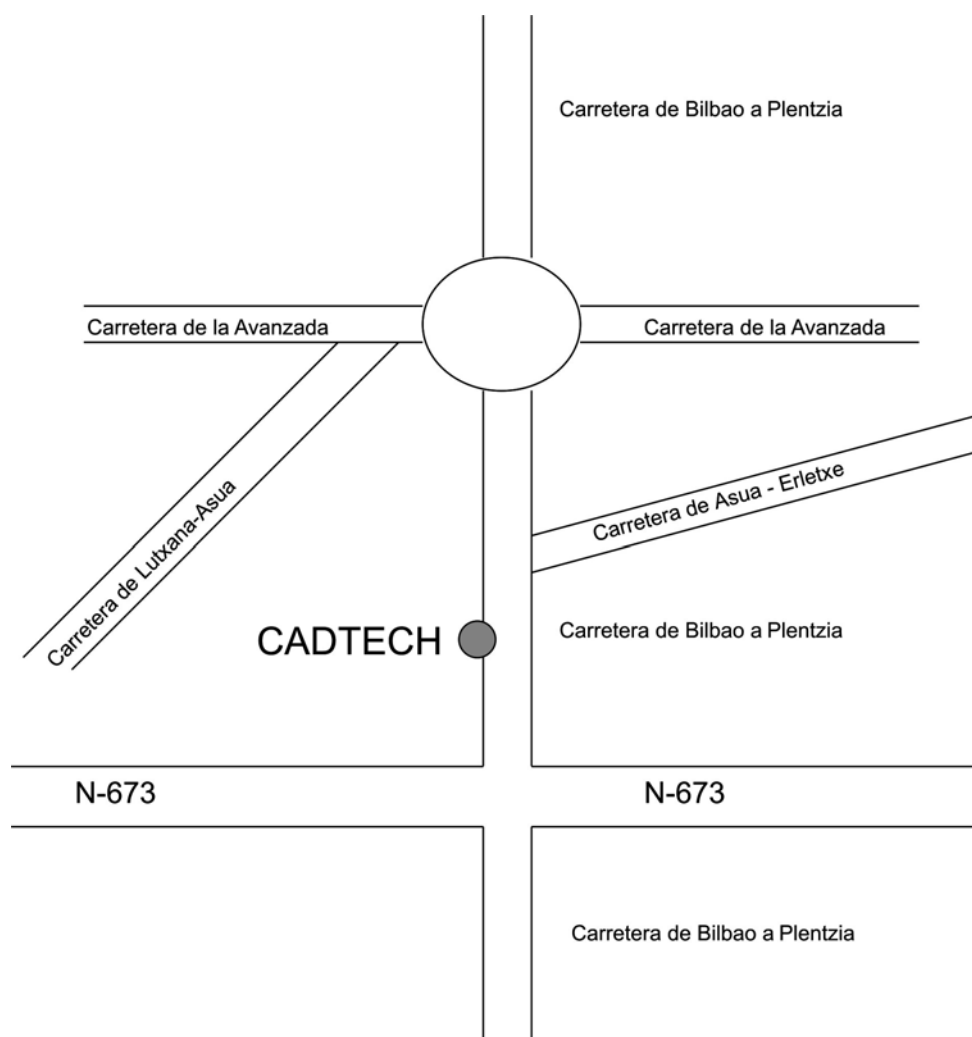 Carretera de Bilbao a Plentzia
Carretera de la Avanzada
Carretera de la Avanzada
Carretera de Asua - Erletxe
Carretera de Lutxana-Asua
CADTECH
Carretera de Bilbao a Plentzia
N-673
N-673
Carretera de Bilbao a Plentzia